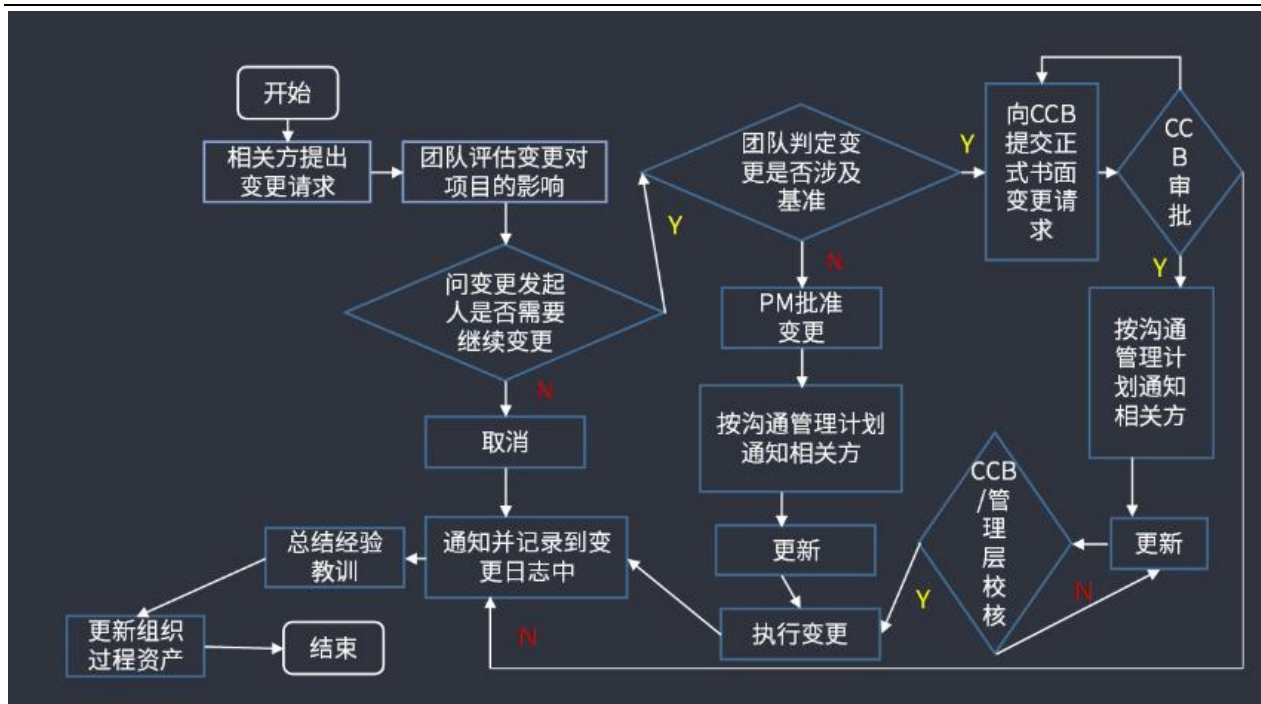 开始
相关方提出
变更请求
团队评估变更对
项目的影响
问变更发起
人是否需要
继续变更
Y
N
取消
团队判定变
更是否涉及
基准
Y
N
PM批准
变更
按沟通管理计划
通知相关方
更新
执行变更
向CCB
提交正
式书面
变更请
求
CC
B
审
批
Y
N
按沟通
管理计
划通知
相关方
更新
CCB
/管
理
层
校
核
N
Y
通知并记录到变
更日志中
总结经验
教训
更新组织
过程资产
结束